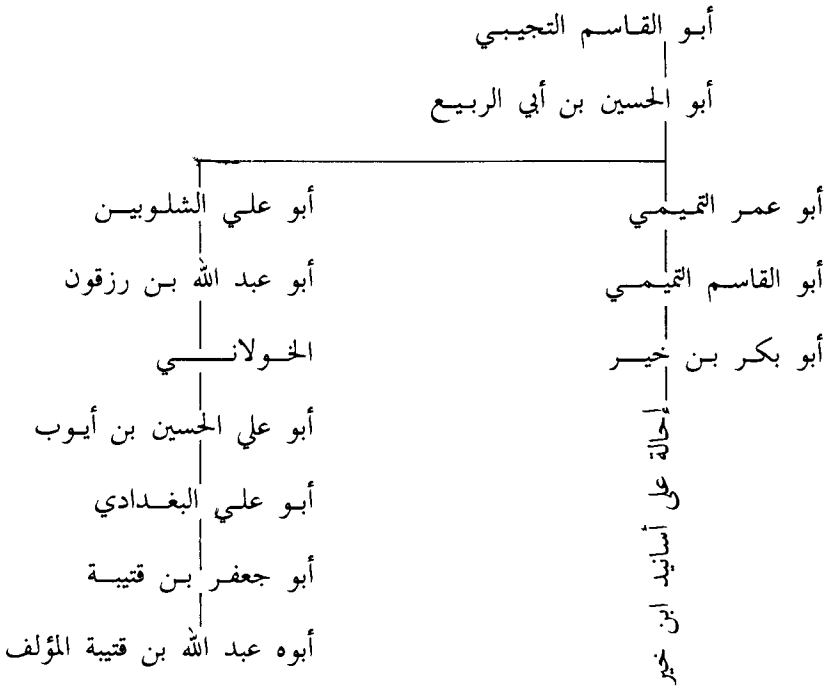 أبو القاسم التجيبي
أبو الحسين بن أبي الربيع
أبو عمر التميمي
أبو القاسم التميمي
أبو بكر بن خير
إحالة على أسانيد ابن خير
أبو علي الشلوبين
أبو عبد الله بن رزقون
الخولاني
أبو علي الحسين بن أيوب
أبو علي البغدادي
أبو جعفر بن قتيبة
أبوه عبد الله بن قتيبة المؤلف